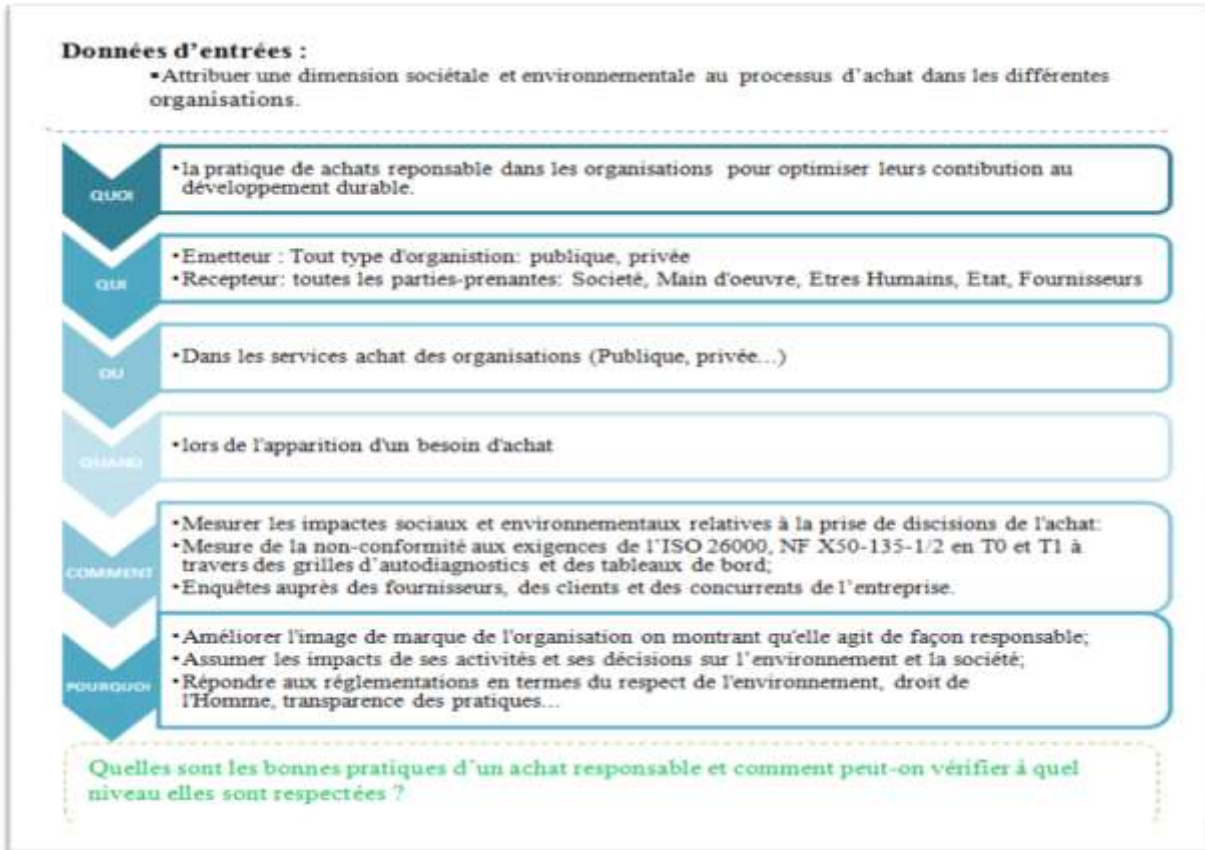 Données d'entrées :
▪Attribuer une dimension sociétale et environnementale au processus d'achat dans les différentes
organisations.
QUOI
•la pratique de achats reponsable dans les organisations pour optimiser leurs contibution au
développement durable.
QUI
•Emetteur : Tout type d'organistion: publique, privée
•Recepteur: toutes les parties-prenantes: Societé, Main d'oeuvre, Etres Humains, Etat, Fournisseurs
OU
•Dans les services achat des organisations (Publique, privée…)
QUAND
•lors de l'apparition d'un besoin d'achat
COMMENT
•Mesurer les impactes sociaux et environnementaux relatives à la prise de discisions de l'achat:
•Mesure de la non-conformité aux exigences de l'ISO 26000, NF X50-135-1/2 en T0 et T1 à
travers des grilles d'autodiagnostics et des tableaux de bord;
•Enquêtes auprès des fournisseurs, des clients et des concurrents de l'entreprise.
POURQUOI
•Améliorer l'image de marque de l'organisation on montrant qu'elle agit de façon responsable;
•Assumer les impacts de ses activités et ses décisions sur l'environnement et la société;
•Répondre aux réglementations en termes du respect de l'environnement, droit de
l'Homme, transparence des pratiques…
Quelles sont les bonnes pratiques d'un achat responsable et comment peut-on vérifier à quel
niveau elles sont respectées ?